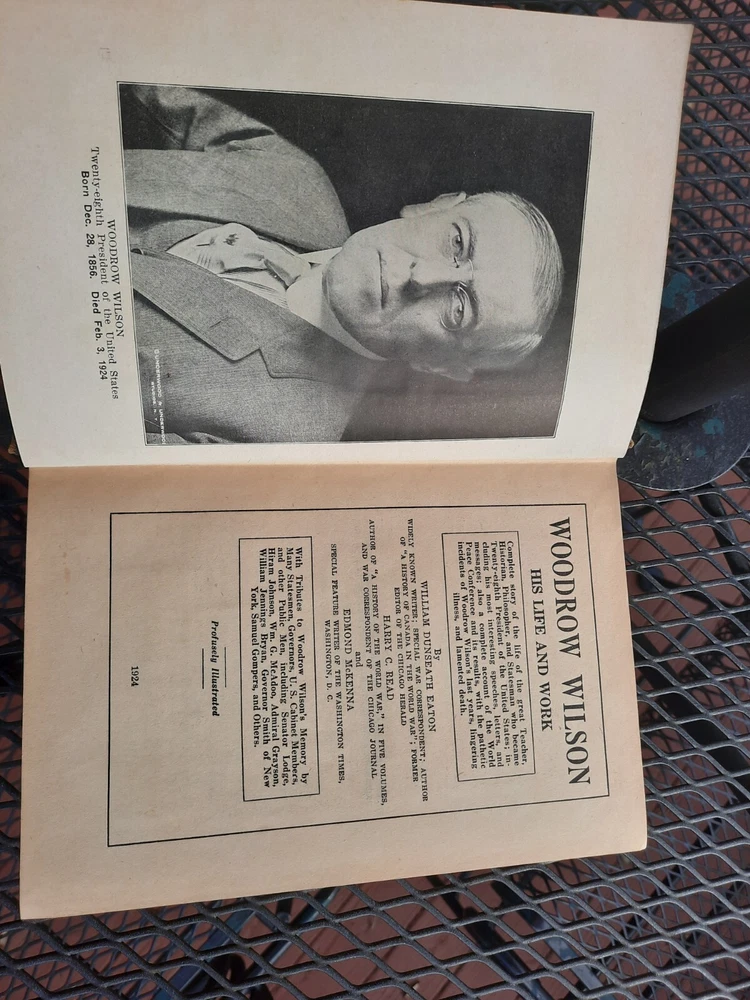 ©UNDERWOOD & UNDERWOOD
WOODROW WILSON
Twenty-eighth President of the United States
Born Dec. 28, 1856. Died Feb. 3, 1924
WOODROW WILSON
HIS LIFE AND WORK
Complete story of the life of the great Teacher,
Historian, Philosopher, and Statesman who became
Twenty-eighth President of the United States; in-
cluding his most interesting speeches, letters, and
messages; also a complete account of the World
Peace Conference and its results, with the pathetic
incidents of Woodrow Wilson's last years, lingering
illness, and lamented death.
By
WILLIAM DUNSEATH EATON
WIDELY KNOWN WRITER; SPECIAL WAR CORRESPONDENT; AUTHOR
OF "A HISTORY OF CANADA IN THE WORLD WAR"; FORMER
EDITOR OF THE CHICAGO HERALD
HARRY C. READ
AUTHOR OF "A HISTORY OF THE WORLD WAR," IN FIVE VOLUMES,
AND WAR CORRESPONDENT OF THE CHICAGO JOURNAL
and
EDMOND McKENNA
SPECIAL FEATURE WRITER OF THE WASHINGTON TIMES,
WASHINGTON, D. C.
With Tributes to Woodrow Wilson's Memory by
Many Statesmen, Governors, U. S. Cabinet Members,
and other Public Men, including Senator Lodge,
Hiram Johnson, Wm. G. McAdoo, Admiral Grayson,
William Jennings Bryan, Governor Smith of New
York, Samuel Gompers, and Others.
Profusely Illustrated
1924